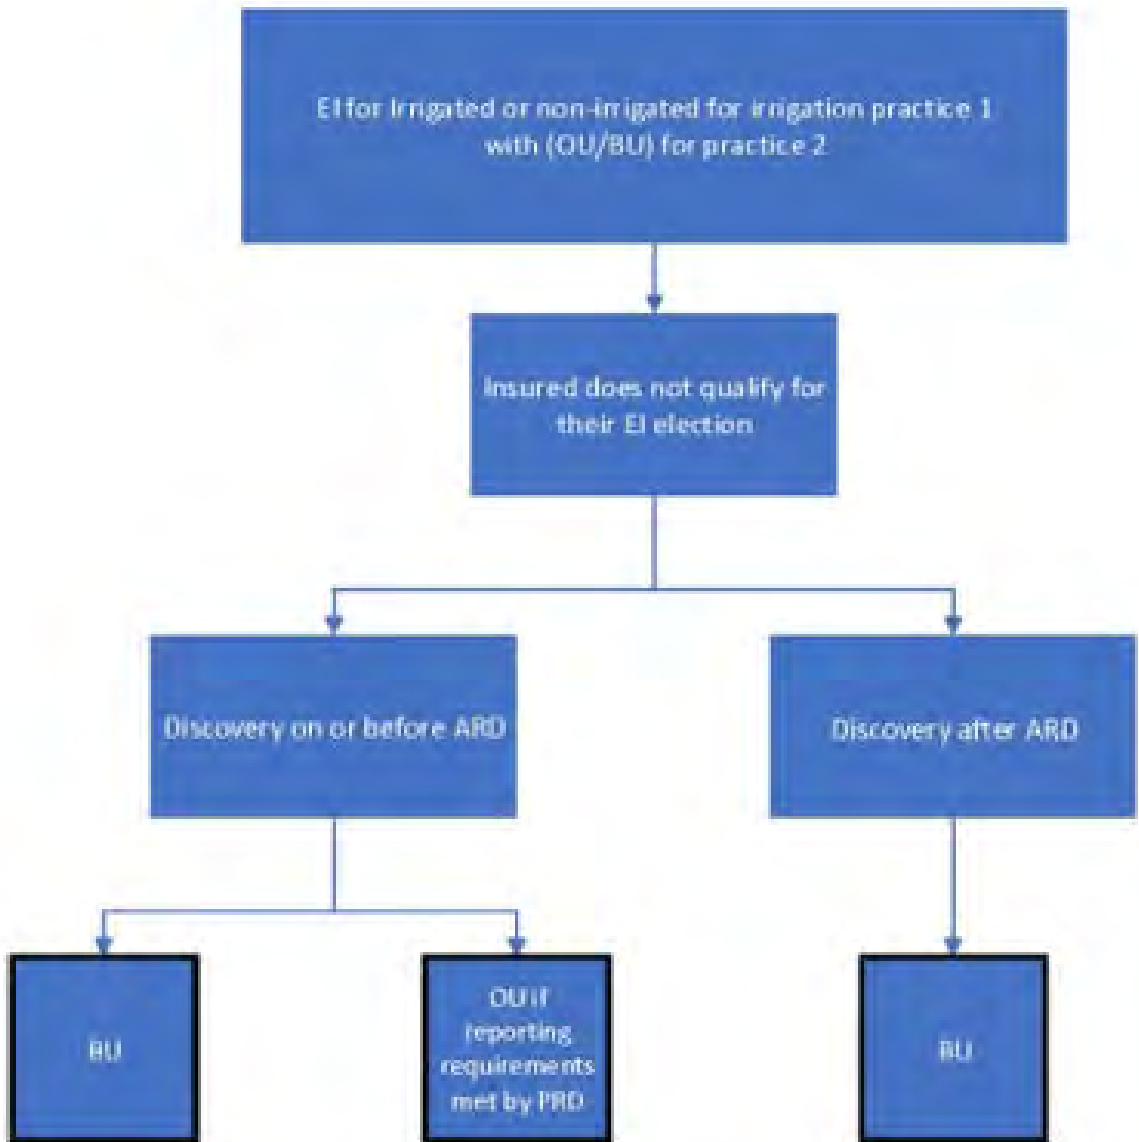 EI for Irrigated or non-irrigated for irrigation practice 1
with (OU/BU) for practice 2
Insured does not qualify for
their EI election
Discovery on or before ARD
Discovery after ARD
BU
OU if
reporting
requirements
met by PRD
BU